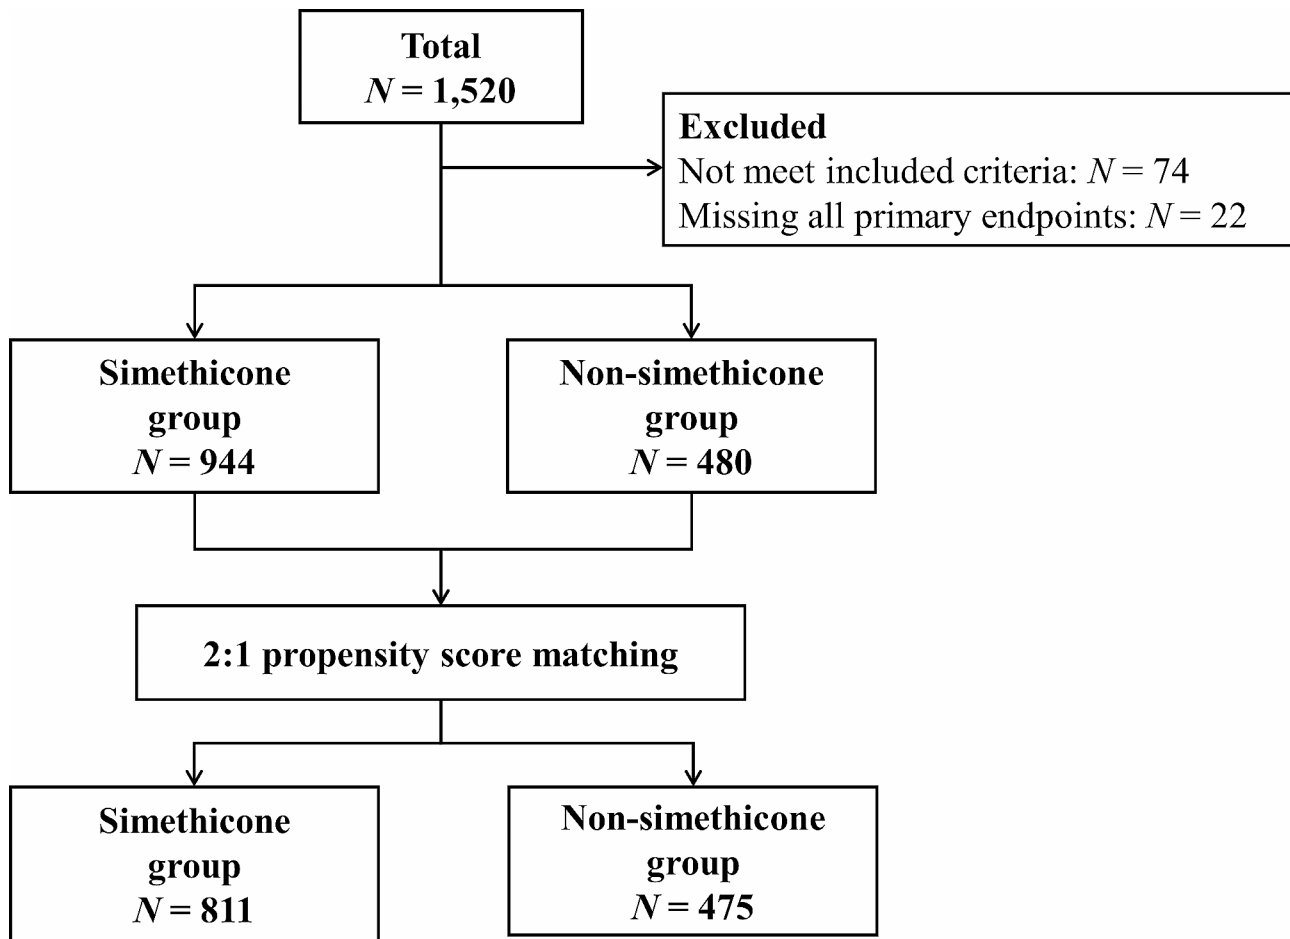 Total
N = 1,520
Excluded
Not meet included criteria: N = 74
Missing all primary endpoints: N = 22
Simethicone
group
N = 944
Non-simethicone
group
N = 480
2:1 propensity score matching
Simethicone
group
N = 811
Non-simethicone
group
N = 475